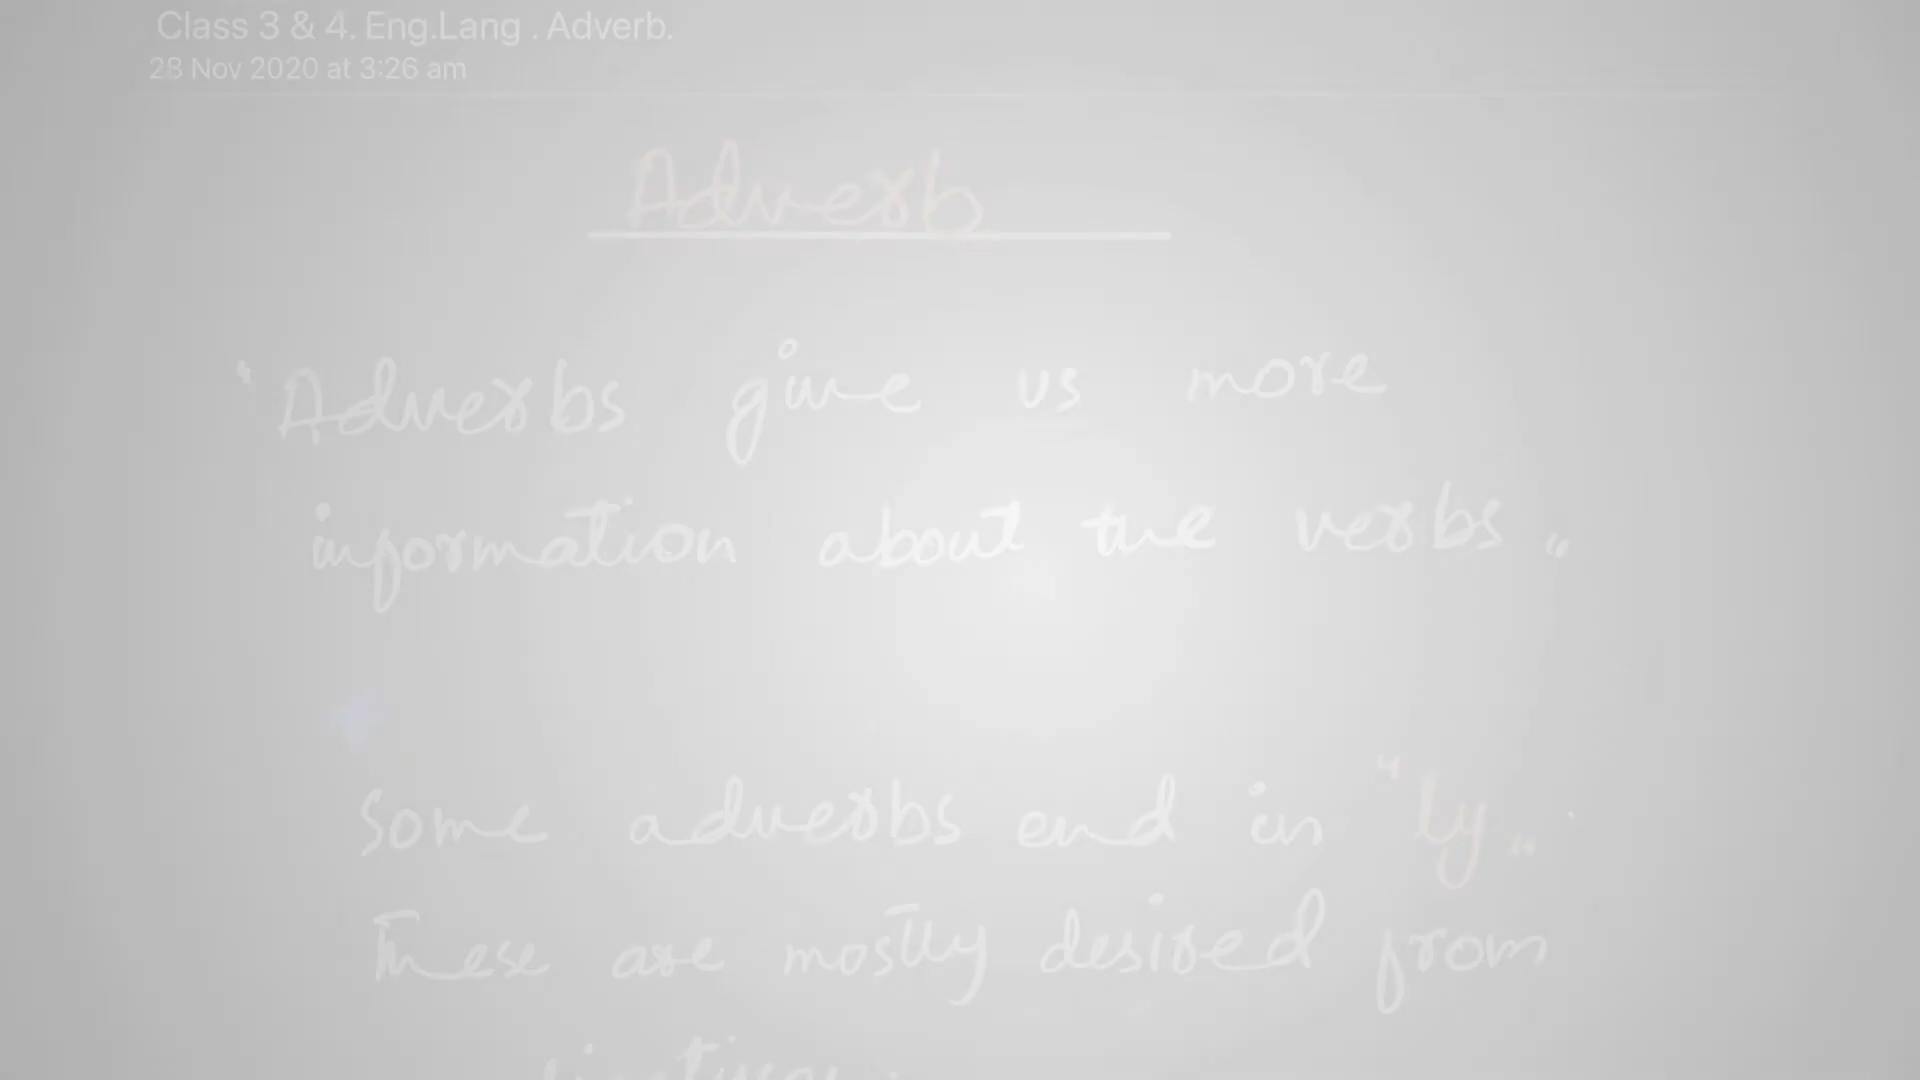 Class 3 & 4. Eng.Lang . Adverb.
28 Nov 2020 at 3:26 am
Adverb
"Adverbs give us more
information about the verbs "
Some adverbs end in "ly"
These are mostly desired from